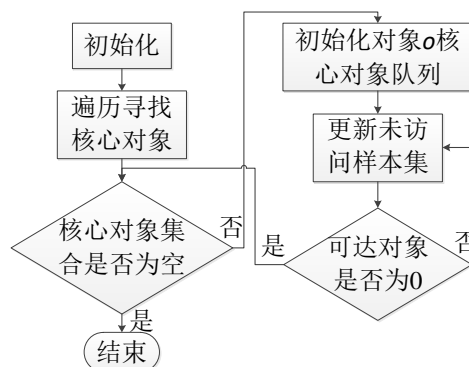 初始化
遍历寻找
核心对象
核心对象集
合是否为空
否
是
结束
初始化对象o核
心对象队列
更新未访
问样本集
可达对象
是否为0
是
否